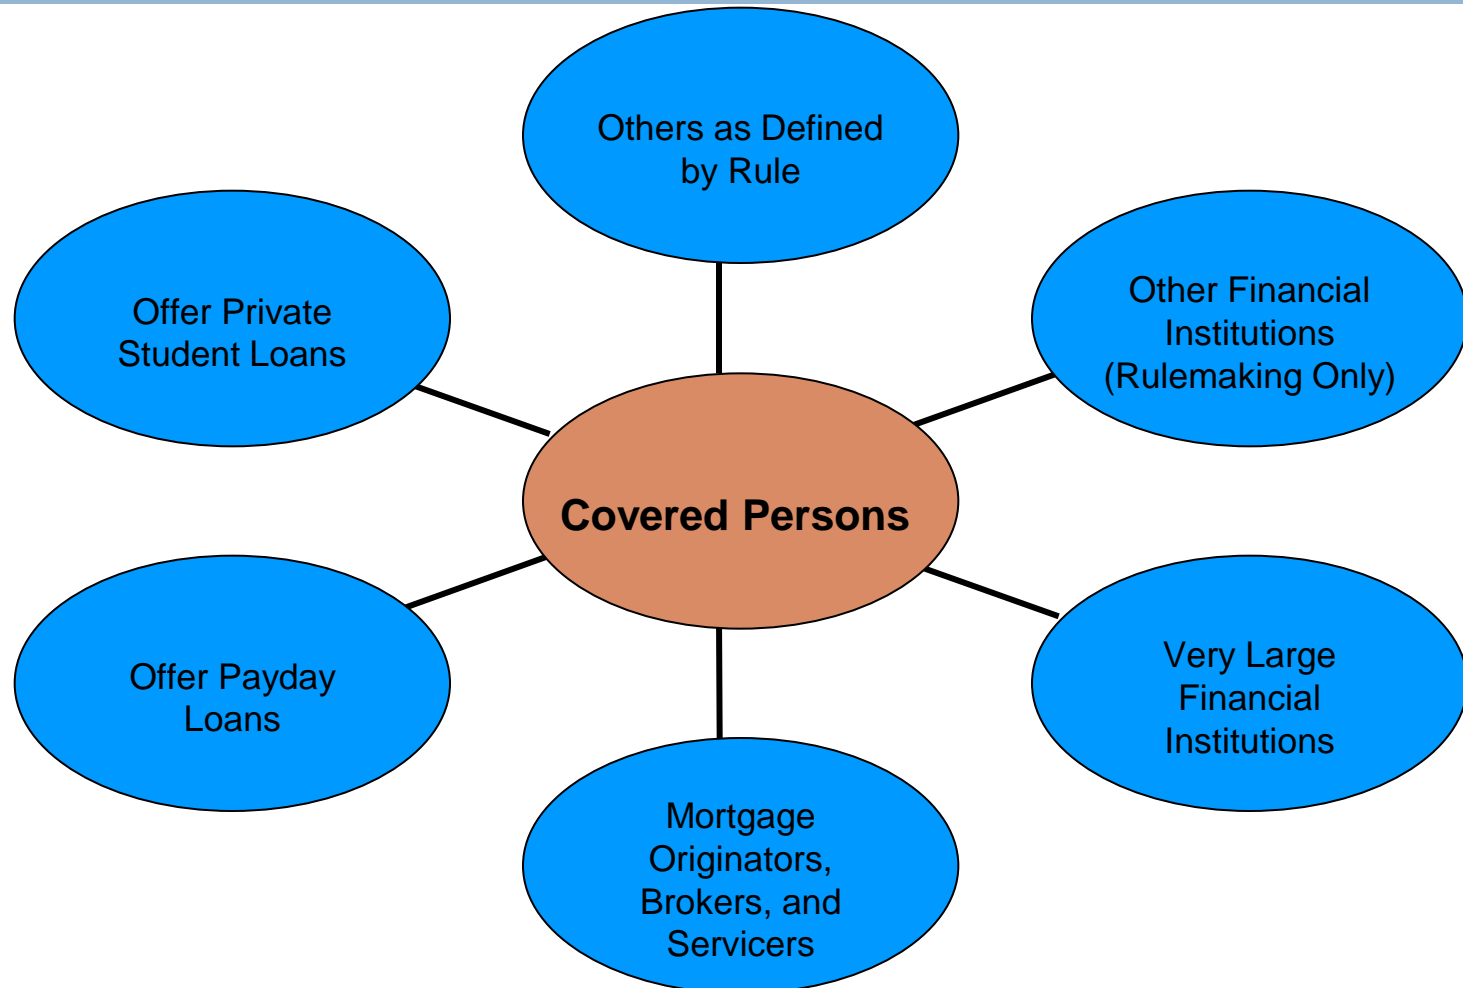 Others as Defined
by Rule
Offer Private
Student Loans
Other Financial
Institutions
(Rulemaking Only)
Covered Persons
Offer Payday
Loans
Very Large
Financial
Institutions
Mortgage
Originators,
Brokers, and
Servicers